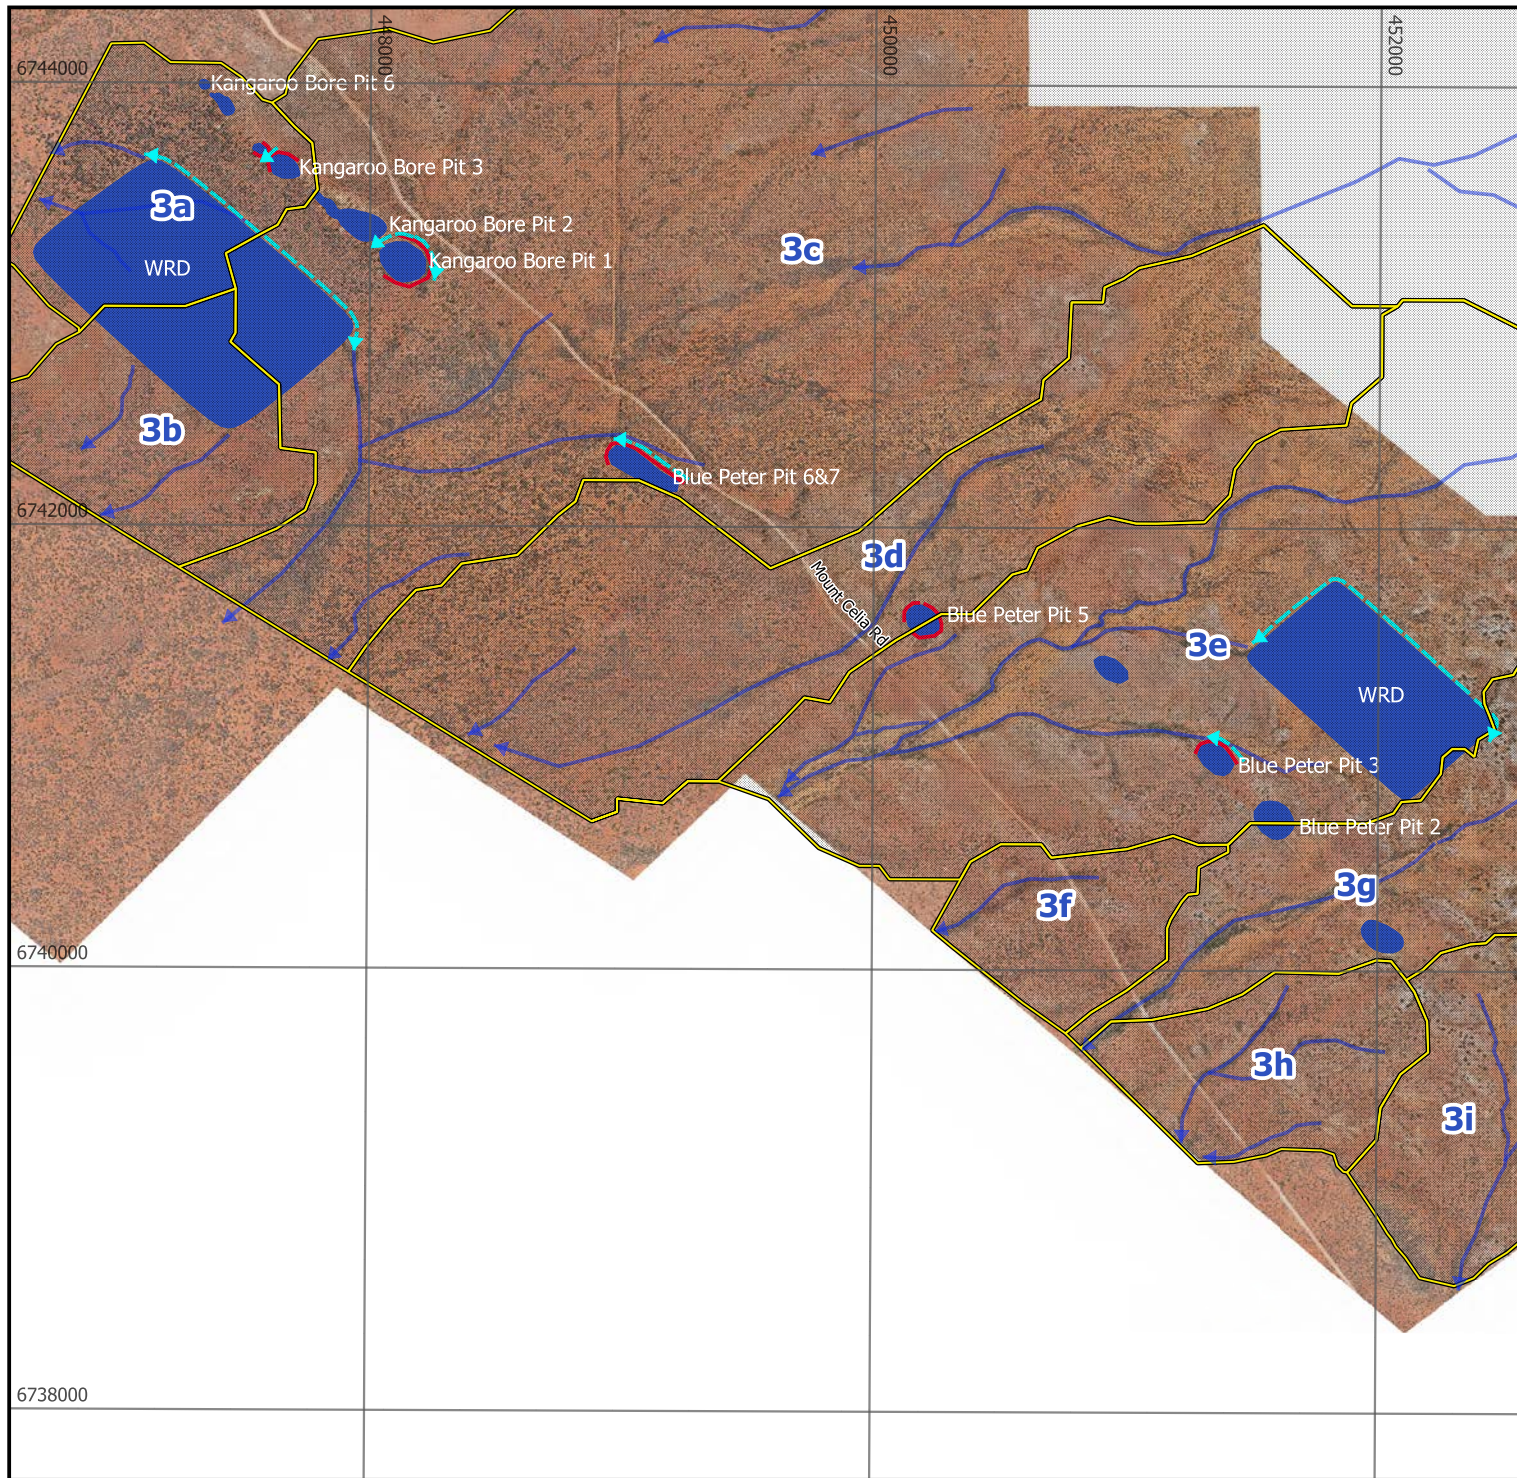 448000
450000
452000
6744000
Kangaroo Bore Pit 6
Kangaroo Bore Pit 3
3a
Kangaroo Bore Pit 2
3c
WRD
Kangaroo Bore Pit 1
3b
Blue Peter Pit 6&7
6742000
3d
Mount Celia Rd
Blue Peter Pit 5
3e
WRD
Blue Peter Pit 3
Blue Peter Pit 2
3g
3f
6740000
3h
3i
6738000